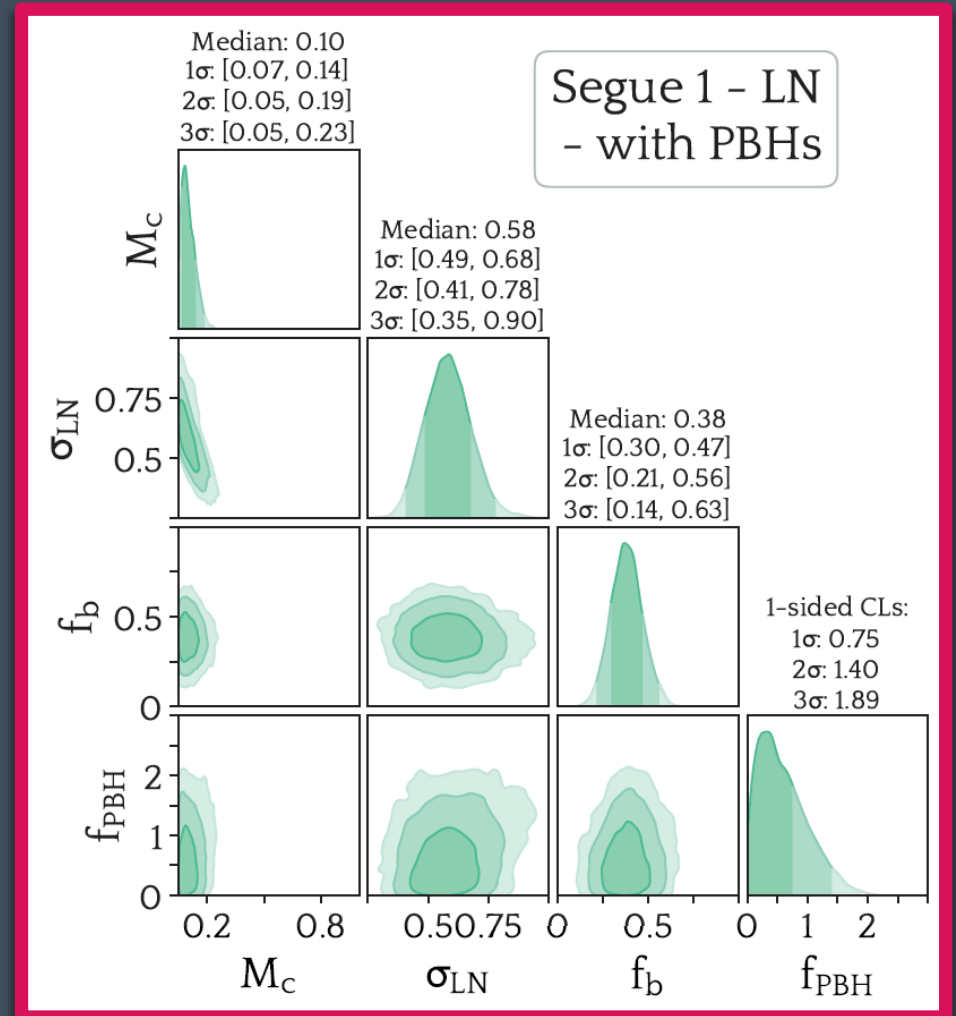 Median: 0.10
1σ: [0.07, 0.14]
2σ: [0.05, 0.19]
3σ: [0.05, 0.23]
Segue 1 - LN
- with PBHs
M_c
Median: 0.58
1σ: [0.49, 0.68]
2σ: [0.41, 0.78]
3σ: [0.35, 0.90]
σ_LN
0.75
0.5
Median: 0.38
1σ: [0.30, 0.47]
2σ: [0.21, 0.56]
3σ: [0.14, 0.63]
f_b
0.5
0
1-sided CLs:
1σ: 0.75
2σ: 1.40
3σ: 1.89
f_PBH
2
1
0
0.2 0.8 0.5 0.75 0 0.5 0 1 2
M_c σ_LN f_b f_PBH